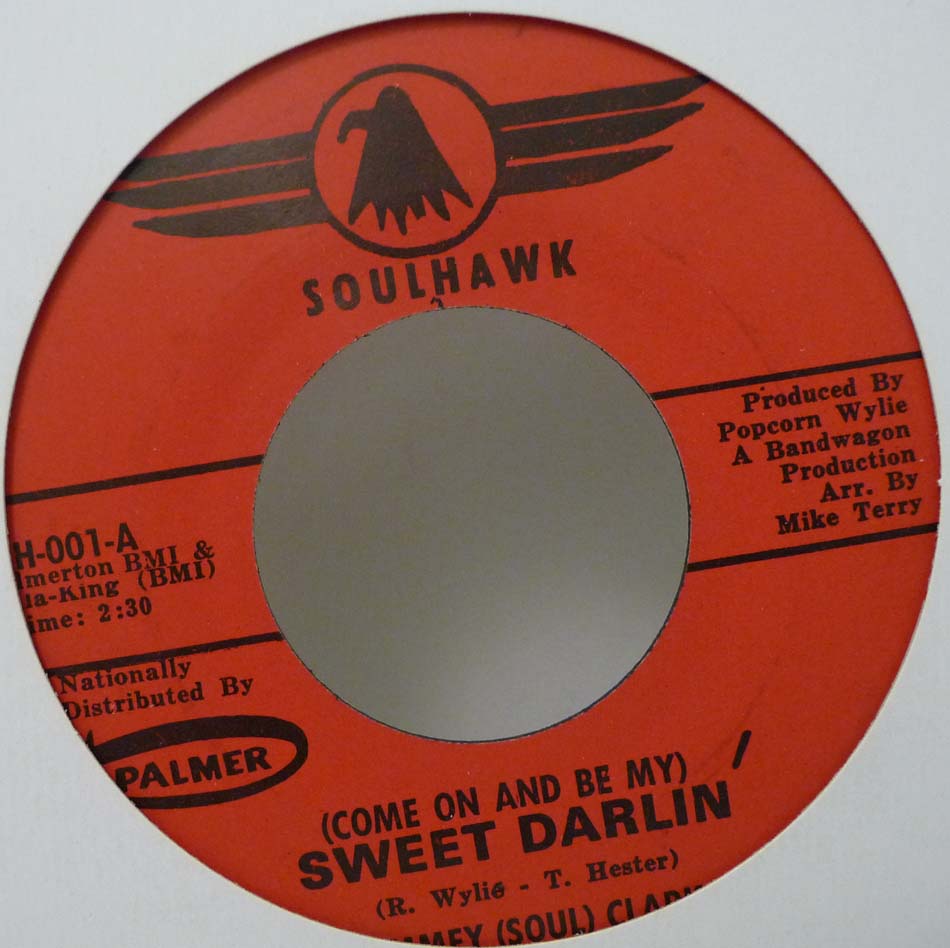 SOULHAWK
Produced By
Popcorn Wylie
A Bandwagon
Production
Arr. By
Mike Terry
H-001-A
merton BMI &
la-King (BMI)
ime: 2:30
Nationally
Distributed By
PALMER
(COME ON AND BE MY)
SWEET DARLIN'
(R. Wylie - T. Hester)
(SOUL)